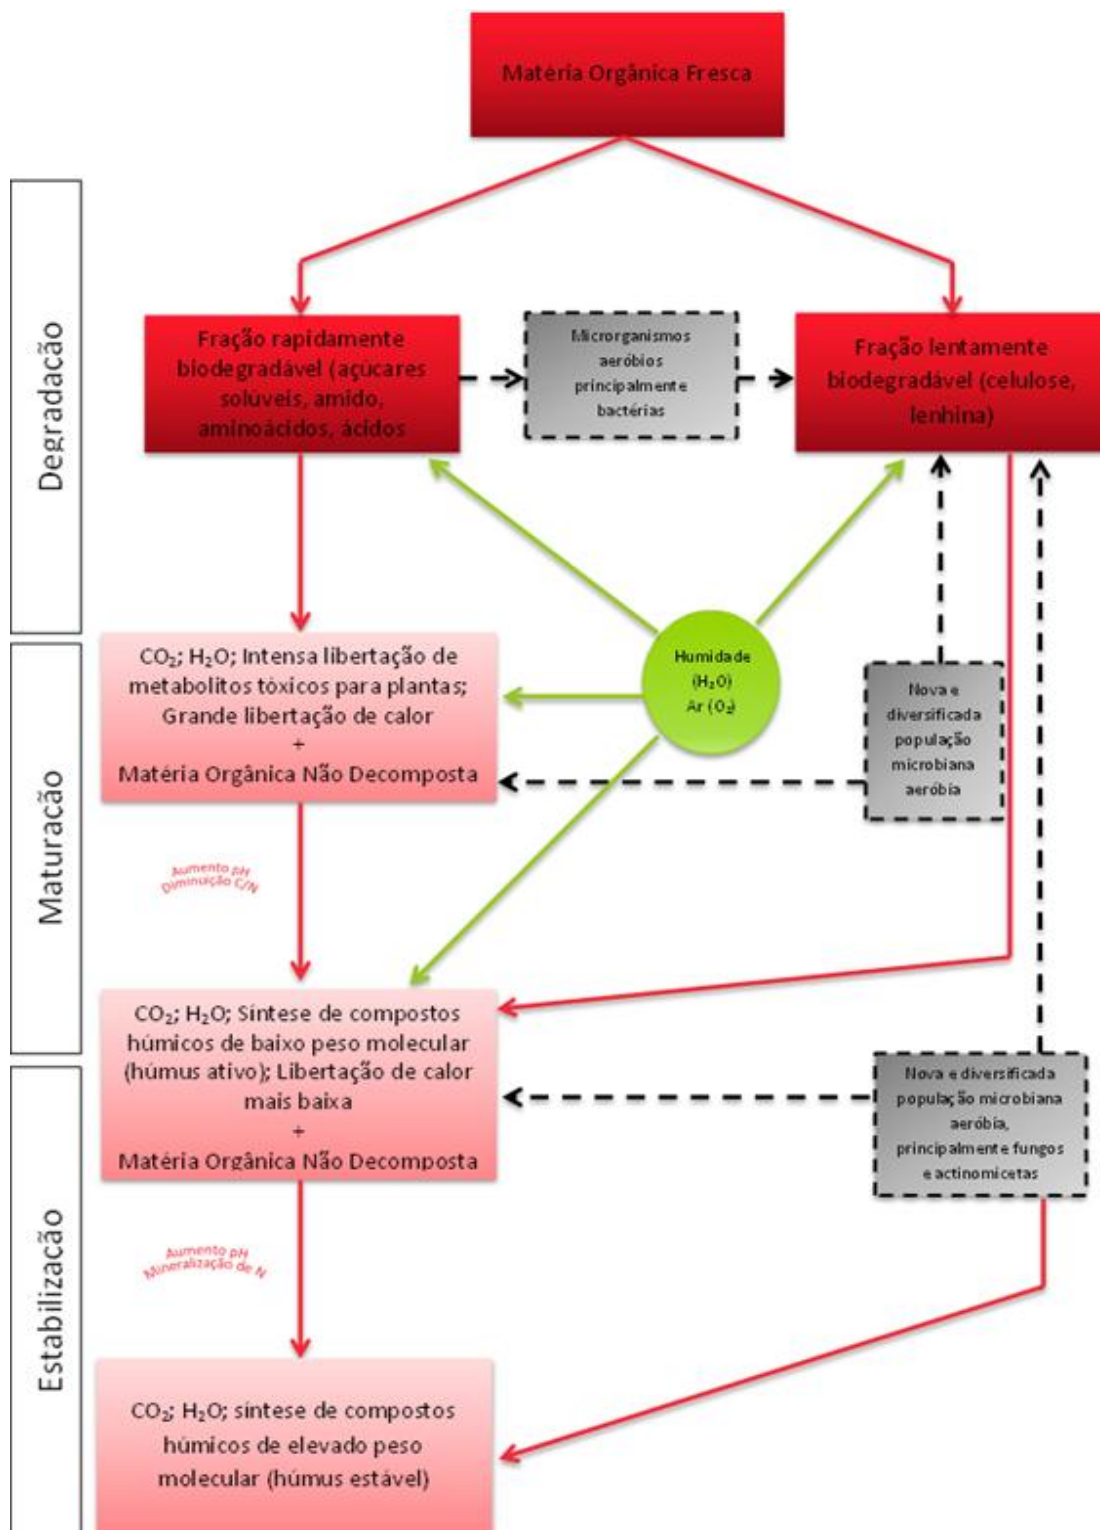 Matéria Orgânica Fresca
Degradação
Fração rapidamente
biodegradável (açúcares
solúveis, amido,
aminoácidos, ácidos
Microrganismos
aeróbios
principalmente
bactérias
Fração lentamente
biodegradável (celulose,
lenhina)
Maturação
CO₂; H₂O; Intensa libertação de
metabolitos tóxicos para plantas;
Grande libertação de calor
+
Matéria Orgânica Não Decomposta
Humidade
(H₂O)
Ar (O₂)
Nova e
diversificada
população
microbiana
aeróbia
Aumento pH
Diminuição C/N
CO₂; H₂O; Síntese de compostos
húmicos de baixo peso molecular
(húmus ativo); Libertação de calor
mais baixa
+
Matéria Orgânica Não Decomposta
Nova e diversificada
população microbiana
aeróbia,
principalmente fungos
e actinomicetas
Estabilização
Aumento pH
Mineralização de N
CO₂; H₂O; síntese de compostos
húmicos de elevado peso
molecular (húmus estável)